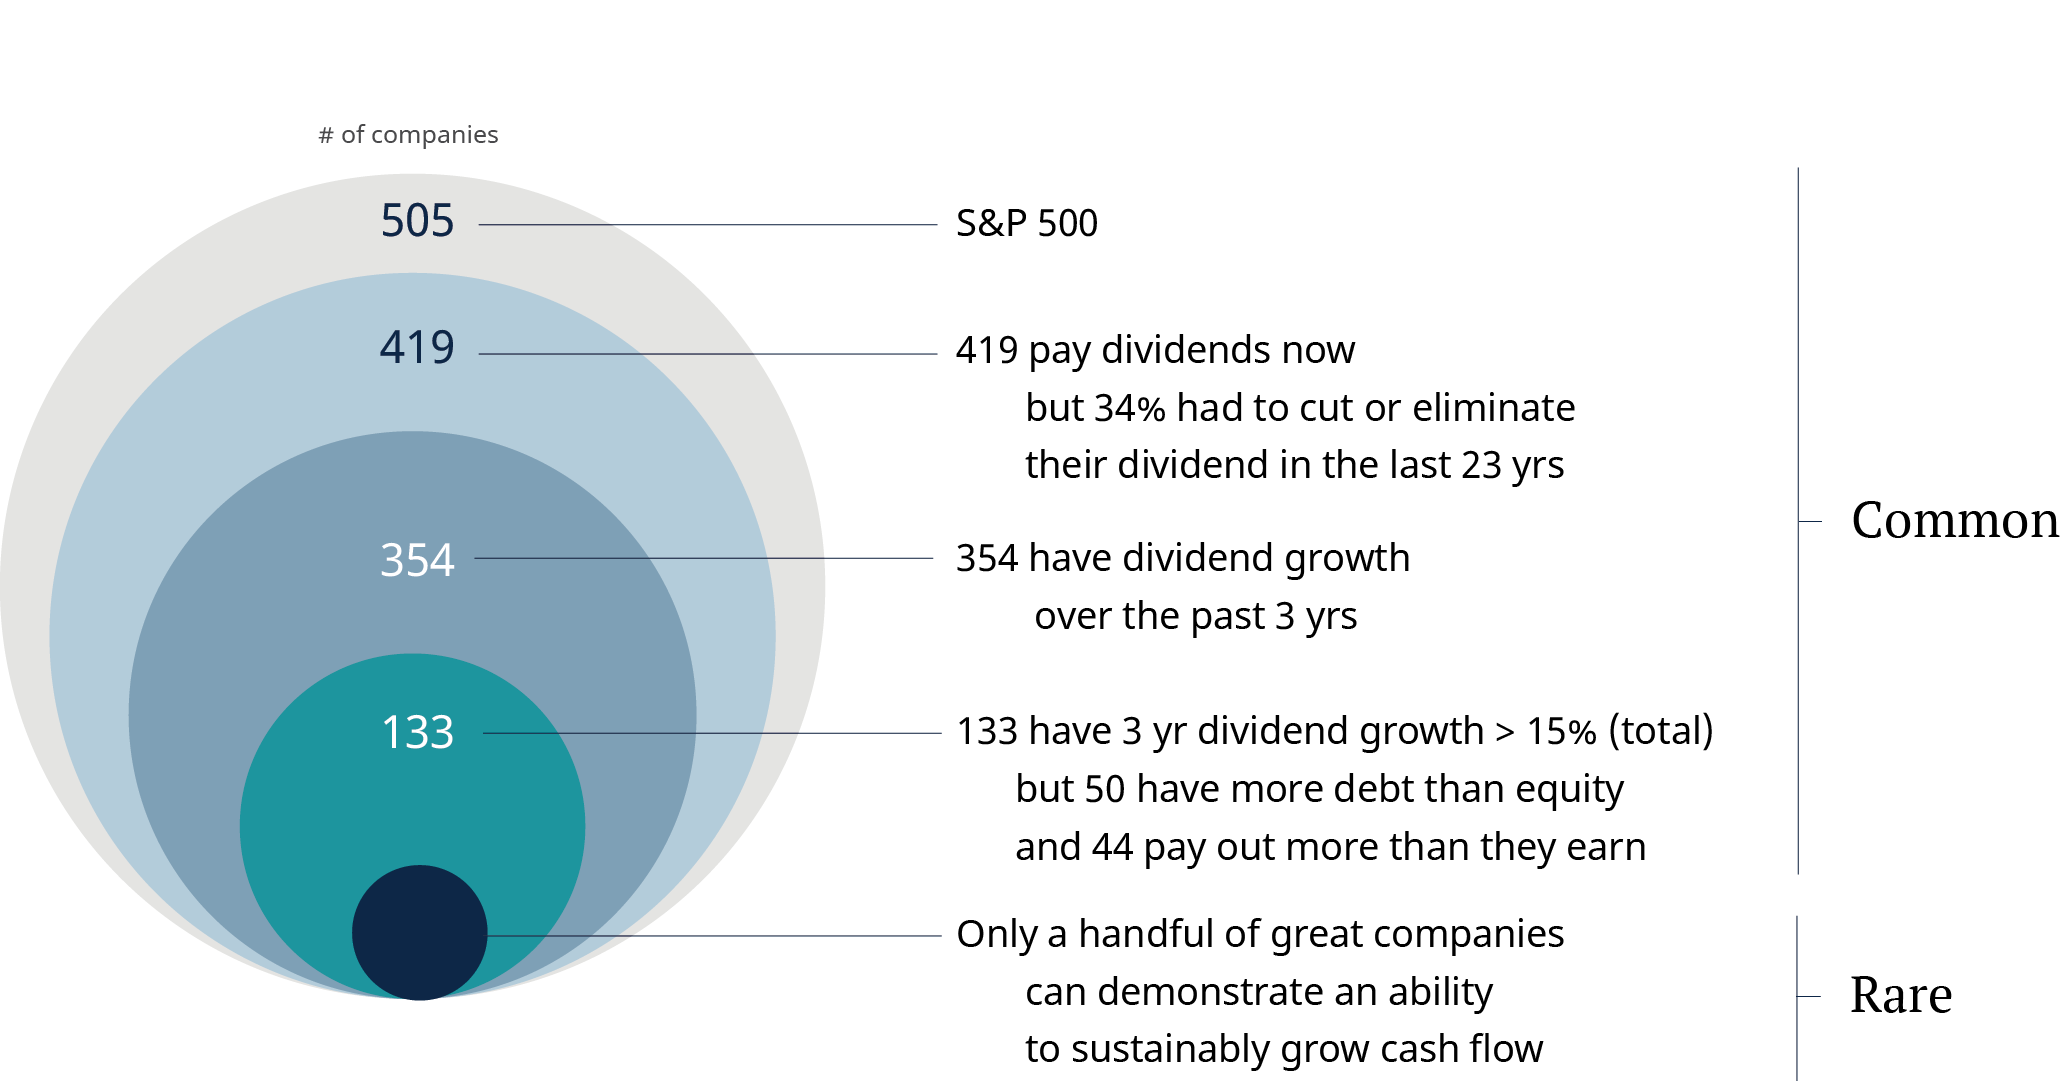 # of companies
505
S&P 500
419
419 pay dividends now
but 34% had to cut or eliminate
their dividend in the last 23 yrs
354
354 have dividend growth
over the past 3 yrs
133
133 have 3 yr dividend growth > 15% (total)
but 50 have more debt than equity
and 44 pay out more than they earn
Common
Only a handful of great companies
can demonstrate an ability
to sustainably grow cash flow
Rare